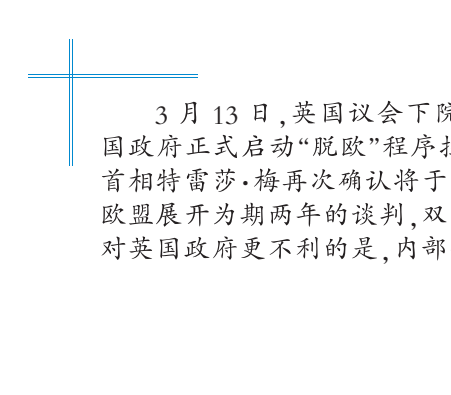 3 月 13 日,英国议会下院
国政府正式启动“脱欧”程序
首相特雷莎·梅再次确认将于
欧盟展开为期两年的谈判,双
对英国政府更不利的是,内部